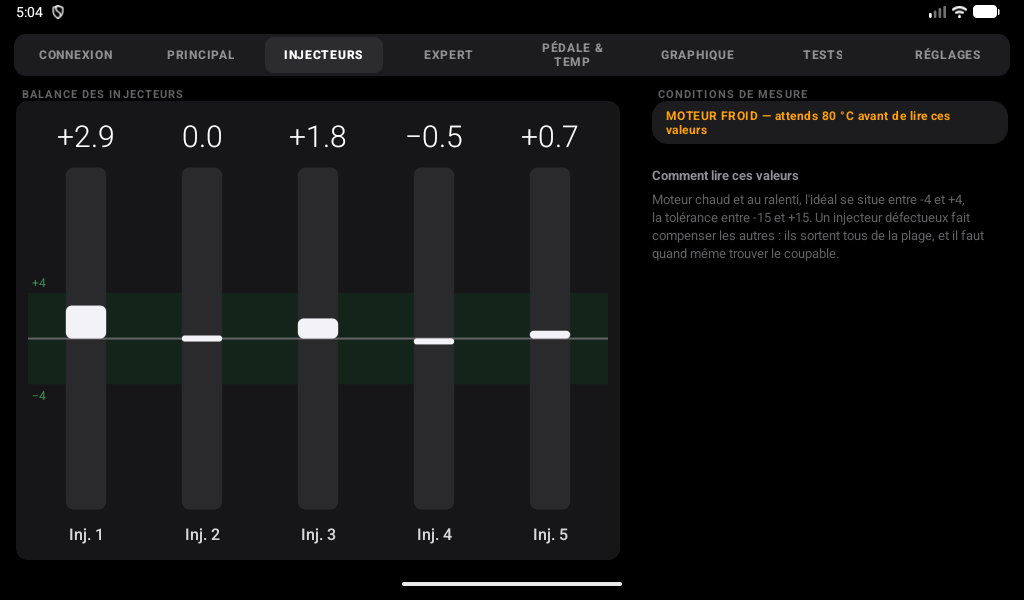 5:04
CONNEXION
PRINCIPAL
INJECTEURS
EXPERT
PÉDALE &
TEMP
GRAPHIQUE
TESTS
RÉGLAGES
BALANCE DES INJECTEURS
+2.9
0.0
+1.8
−0.5
+0.7
+4
−4
Inj. 1
Inj. 2
Inj. 3
Inj. 4
Inj. 5
CONDITIONS DE MESURE
MOTEUR FROID — attends 80 °C avant de lire ces
valeurs
Comment lire ces valeurs
Moteur chaud et au ralenti, l'idéal se situe entre -4 et +4,
la tolérance entre -15 et +15. Un injecteur défectueux fait
compenser les autres : ils sortent tous de la plage, et il faut
quand même trouver le coupable.